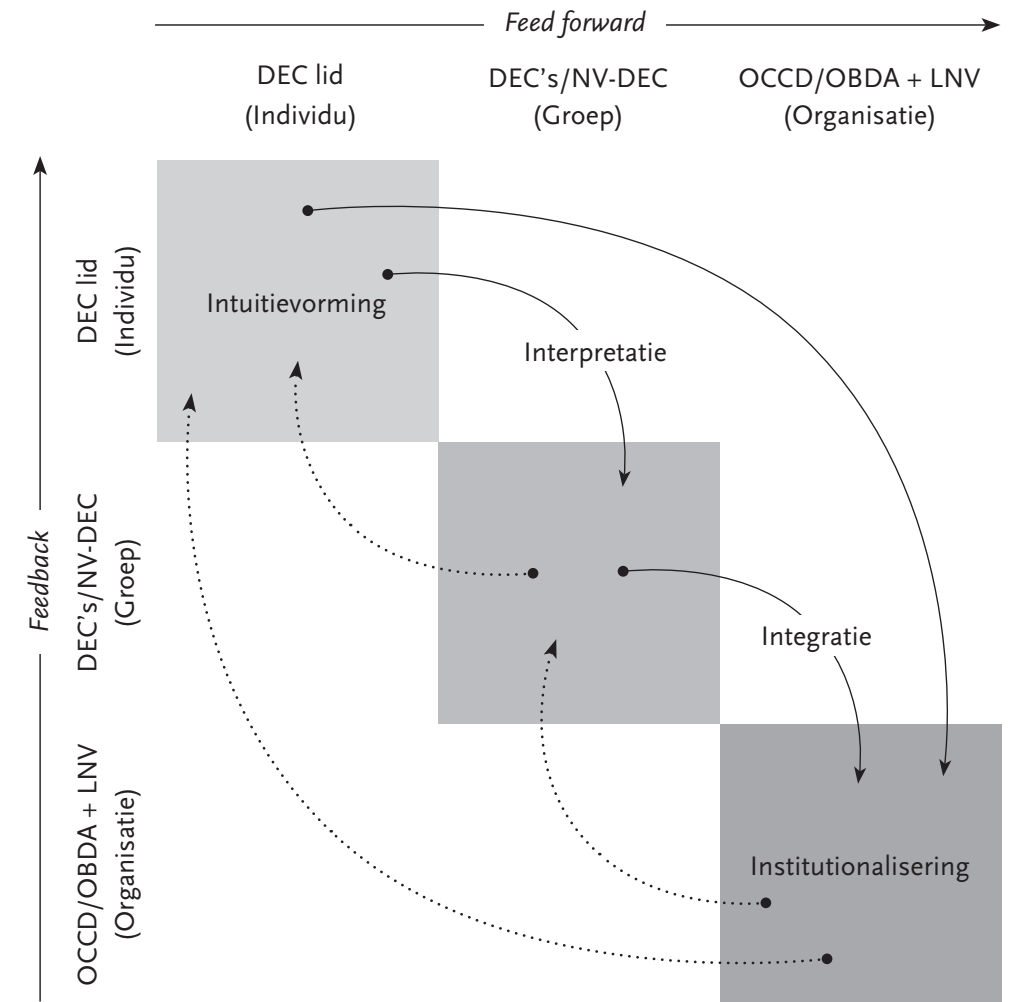 Feed forward
DEC lid
(Individu)
DEC's/NV-DEC
(Groep)
OCCD/OBDA + LNV
(Organisatie)
Feedback
DEC lid
(Individu)
DEC's/NV-DEC
(Groep)
OCCD/OBDA + LNV
(Organisatie)
Intuitievorming
Interpretatie
Integratie
Institutionalisering